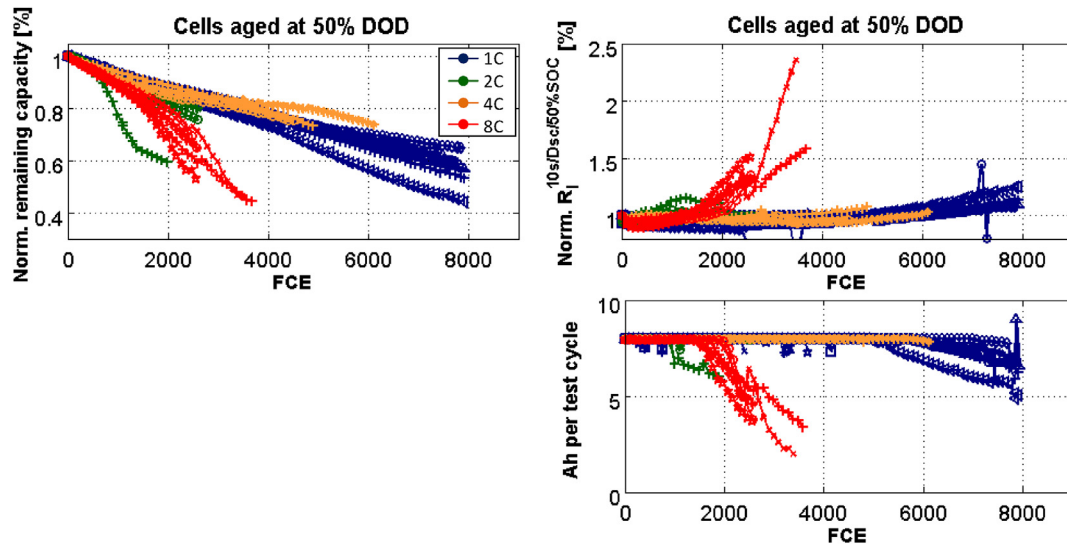 Cells aged at 50% DOD
Norm. remaining capacity [%]
1
0.8
0.6
0.4
1C
2C
4C
8C
0 2000 4000 6000 8000
FCE
Cells aged at 50% DOD
Norm. Ri10s/Dsc/50%SOC [%]
2.5
2
1.5
1
0 2000 4000 6000 8000
FCE
Ah per test cycle
10
5
0
0 2000 4000 6000 8000
FCE